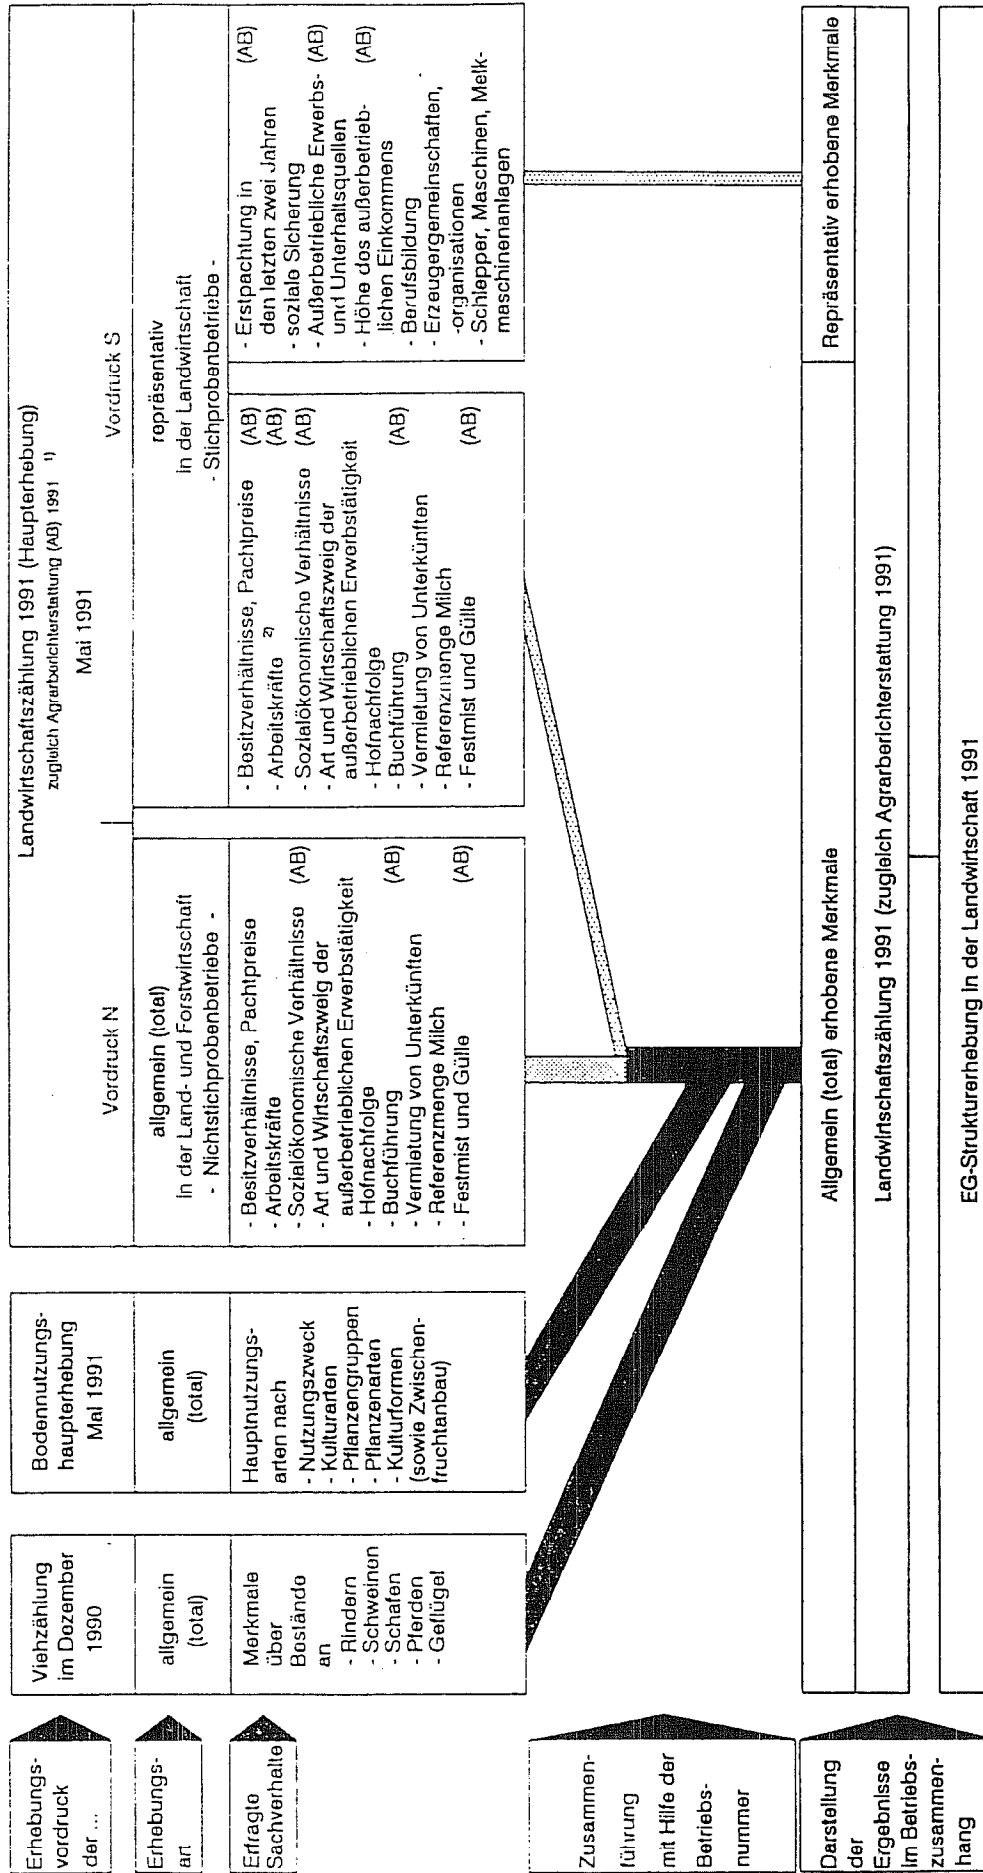 Erhebungs-
vordruck
der ...
Viehzählung
im Dezember
1990
Bodennutzungs-
haupterhebung
Mai 1991
Landwirtschaftszählung 1991 (Haupterhebung)
zugleich Agrarberichterstattung (AB) 1991 1)
Mai 1991
Vordruck N
Vordruck S
Erhebungs-
art
allgemein
(total)
allgemein
(total)
allgemein (total)
in der Land- und Forstwirtschaft
- Nichtstichprobenbetriebe -
repräsentativ
in der Landwirtschaft
- Stichprobenbetriebe -
Erfragte
Sachverhalte
Merkmale
über
Bestände
an
- Rindern
- Schweinen
- Schafen
- Pferden
- Geflügel
Hauptnutzungs-
arten nach
- Nutzungszweck
- Kulturarten
- Pflanzengruppen
- Pflanzenarten
- Kulturformen
(sowie Zwischen-
fruchtanbau)
- Besitzverhältnisse, Pachtpreise
- Arbeitskräfte
- Sozialökonomische Verhältnisse (AB)
- Art und Wirtschaftszweig der
außerbetrieblichen Erwerbstätigkeit
- Hofnachfolge
- Buchführung (AB)
- Vermietung von Unterkünften
- Referenzmenge Milch
- Festmist und Gülle (AB)
- Besitzverhältnisse, Pachtpreise (AB)
- Arbeitskräfte 2) (AB)
- Sozialökonomische Verhältnisse (AB)
- Art und Wirtschaftszweig der
außerbetrieblichen Erwerbstätigkeit
- Hofnachfolge
- Buchführung (AB)
- Vermietung von Unterkünften
- Referenzmenge Milch
- Festmist und Gülle (AB)
- Erstpachtung in (AB)
den letzten zwei Jahren
- soziale Sicherung
- Außerbetriebliche Erwerbs- (AB)
und Unterhaltsquellen
- Höhe des außerbetrieb- (AB)
lichen Einkommens
- Berufsbildung
- Erzeugergemeinschaften,
-organisationen
- Schlepper, Maschinen, Melk-
maschinenanlagen
Zusammen-
führung
mit Hilfe der
Betriebs-
nummer
Darstellung
der
Ergebnisse
im Betriebs-
zusammen-
hang
Allgemein (total) erhobene Merkmale
Repräsentativ erhobene Merkmale
Landwirtschaftszählung 1991 (zugleich Agrarberichterstattung 1991)
EG-Strukturerhebung in der Landwirtschaft 1991